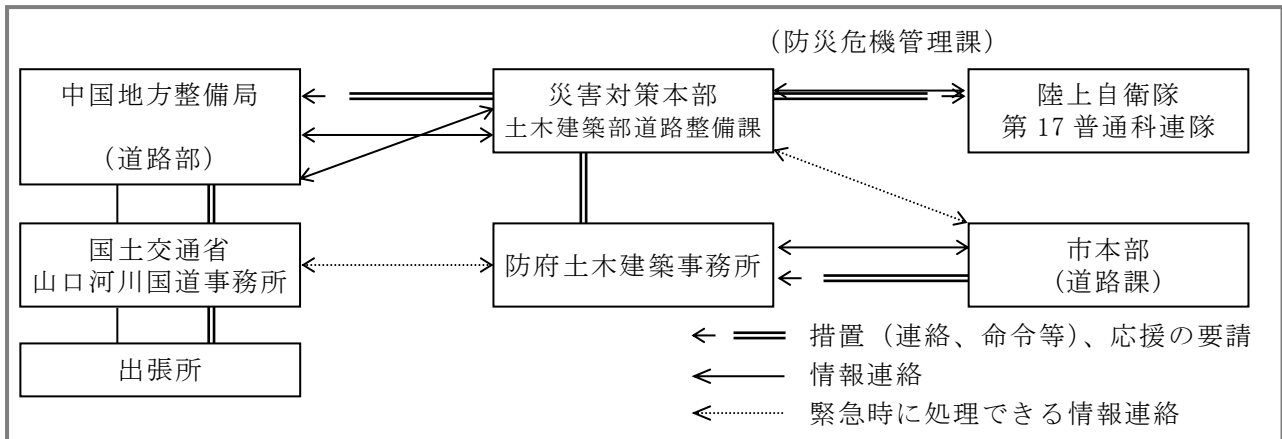 （防災危機管理課）
中国地方整備局
（道路部）
災害対策本部
土木建築部道路整備課
陸上自衛隊
第 17 普通科連隊
国土交通省
山口河川国道事務所
防府土木建築事務所
市本部
（道路課）
出張所
措置（連絡、命令等）、応援の要請
情報連絡
緊急時に処理できる情報連絡